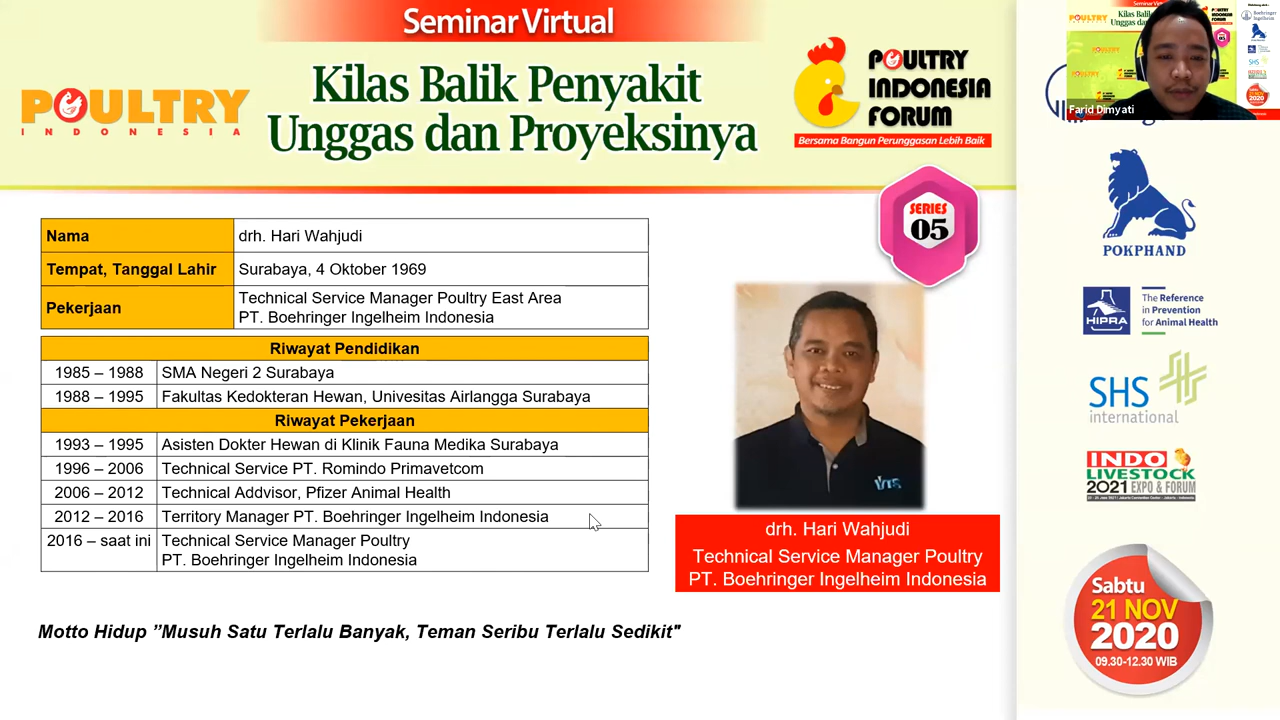 Seminar Virtual
Kilas Balik Penyakit
Unggas dan Proyeksinya
POULTRY
INDONESIA
POULTRY
INDONESIA
FORUM
Bersama Bangun Perunggasan Lebih Baik
SERIES
05
Nama
drh. Hari Wahjudi
Tempat, Tanggal Lahir
Surabaya, 4 Oktober 1969
Pekerjaan
Technical Service Manager Poultry East Area
PT. Boehringer Ingelheim Indonesia
Riwayat Pendidikan
1985 – 1988 SMA Negeri 2 Surabaya
1988 – 1995 Fakultas Kedokteran Hewan, Univesitas Airlangga Surabaya
Riwayat Pekerjaan
1993 – 1995 Asisten Dokter Hewan di Klinik Fauna Medika Surabaya
1996 – 2006 Technical Service PT. Romindo Primavetcom
2006 – 2012 Technical Addvisor, Pfizer Animal Health
2012 – 2016 Territory Manager PT. Boehringer Ingelheim Indonesia
2016 – saat ini Technical Service Manager Poultry
PT. Boehringer Ingelheim Indonesia
Motto Hidup ”Musuh Satu Terlalu Banyak, Teman Seribu Terlalu Sedikit"
drh. Hari Wahjudi
Technical Service Manager Poultry
PT. Boehringer Ingelheim Indonesia
Farid Dimyati
POKPHAND
HIPRA
The Reference
in Prevention
for Animal Health
SHS
international
INDO
LIVESTOCK
2021 EXPO & FORUM
Sabtu
21 NOV
2020
09.30-12.30 WIB